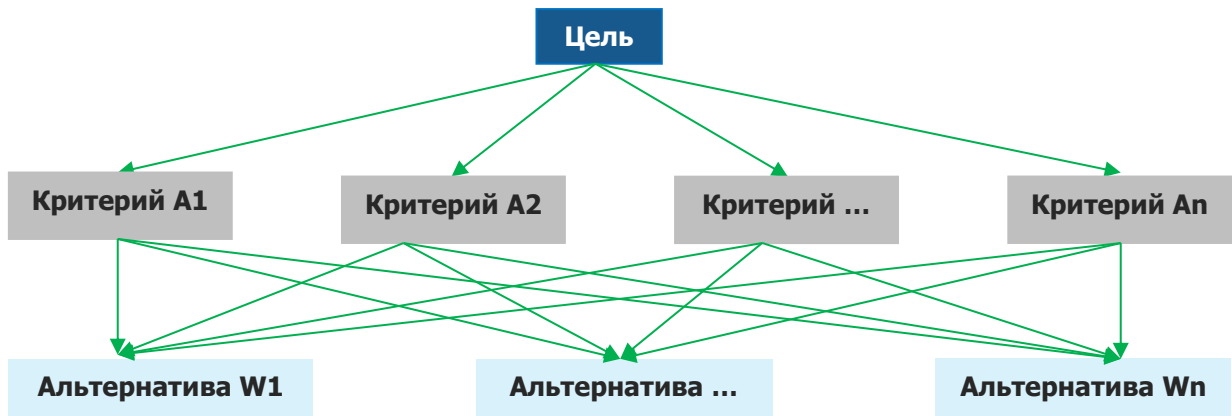 Цель
Критерий A1
Критерий A2
Критерий ...
Критерий An
Альтернатива W1
Альтернатива ...
Альтернатива Wn